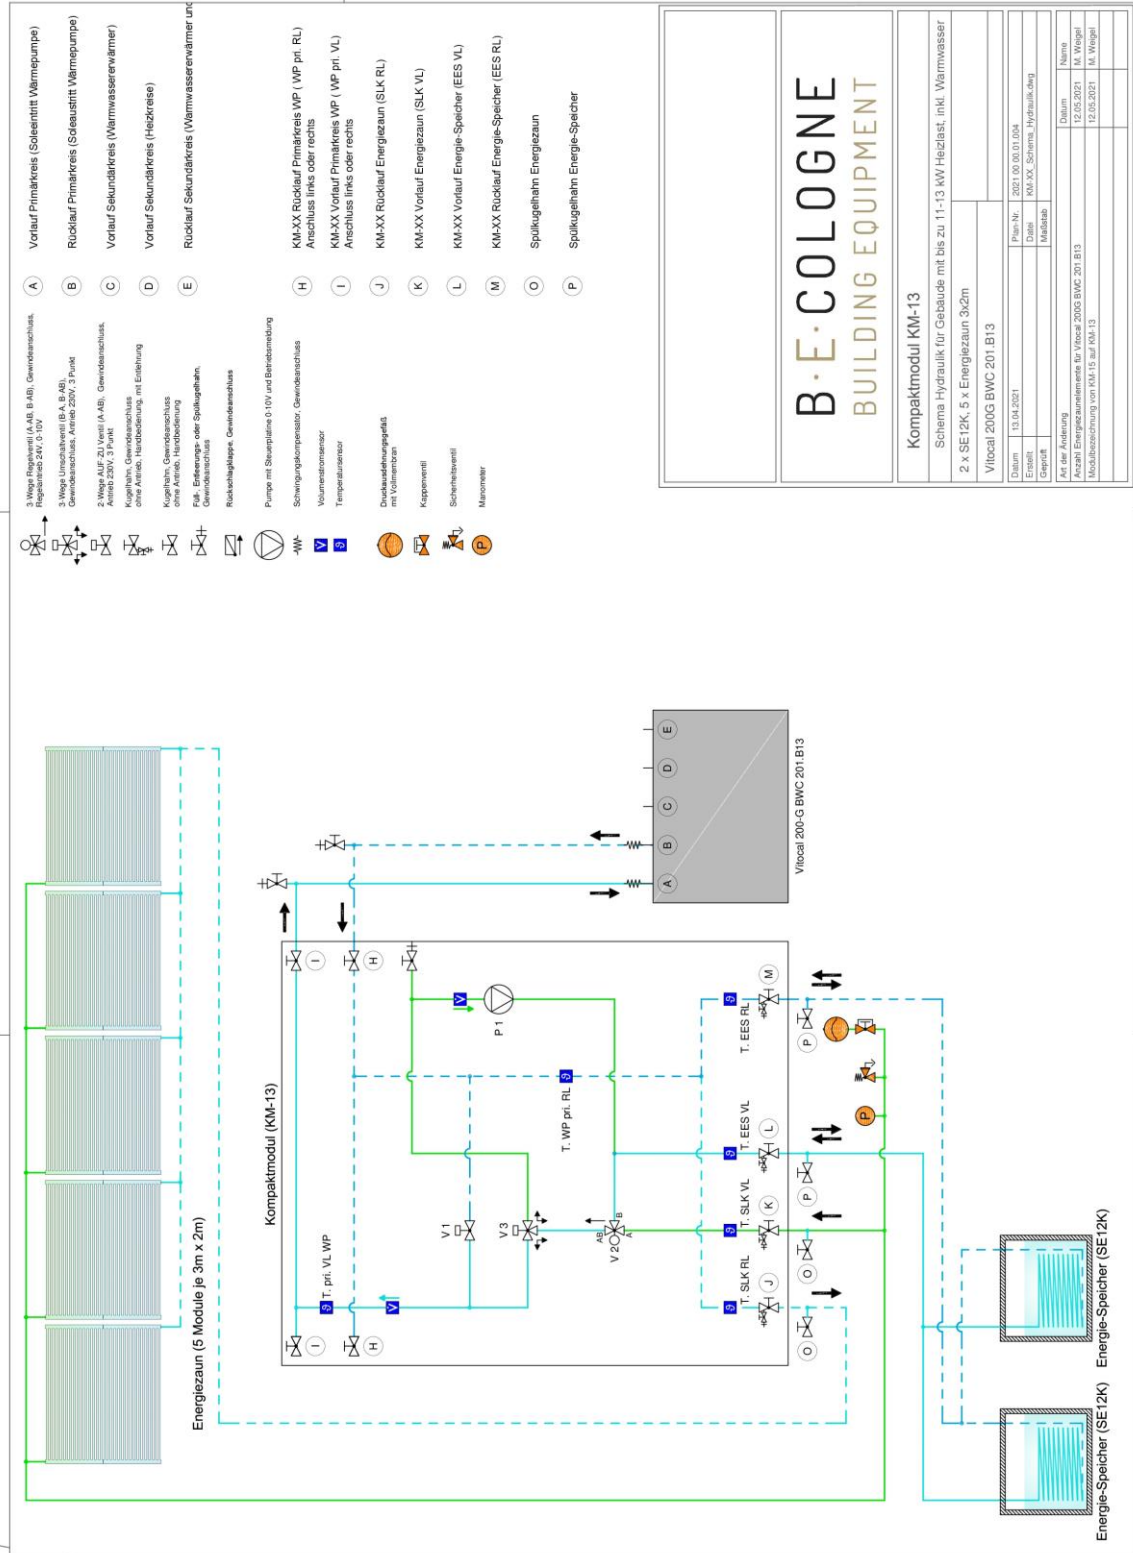 3-Wege Regelventil (A-AB, B-AB), Gewindeanschluss,
Regelantrieb 24V, 0-10V
3-Wege Umschaltventil (B-A, B-AB),
Gewindeanschluss, Antrieb 230V, 3 Punkt
2-Wege AUF-ZU Ventil (A-AB), Gewindeanschluss,
Antrieb 230V, 3 Punkt
Kugelhahn, Gewindeanschluss
ohne Antrieb, Handbedienung, mit Entlehrung
Kugelhahn, Gewindeanschluss
ohne Antrieb, Handbedienung
Füll-, Entleerungs- oder Spülkugelhahn,
Gewindeanschluss
Rückschlagklappe, Gewindeanschluss
Pumpe mit Steuerplatine 0-10V und Betriebsmeldung
Schwingungskompensator, Gewindeanschluss
V Volumenstromsensor
ϑ Temperatursensor
Druckausdehnungsgefäß
mit Vollmembran
Kappenventil
Sicherheitsventil
P Manometer
A Vorlauf Primärkreis (Soleeintritt Wärmepumpe)
B Rücklauf Primärkreis (Soleaustritt Wärmepumpe)
C Vorlauf Sekundärkreis (Warmwassererwärmer)
D Vorlauf Sekundärkreis (Heizkreise)
E Rücklauf Sekundärkreis (Warmwassererwärmer und
H KM-XX Rücklauf Primärkreis WP ( WP pri. RL)
Anschluss links oder rechts
I KM-XX Vorlauf Primärkreis WP ( WP pri. VL)
Anschluss links oder rechts
J KM-XX Rücklauf Energiezaun (SLK RL)
K KM-XX Vorlauf Energiezaun (SLK VL)
L KM-XX Vorlauf Energie-Speicher (EES VL)
M KM-XX Rücklauf Energie-Speicher (EES RL)
O Spülkugelhahn Energiezaun
P Spülkugelhahn Energie-Speicher
Energiezaun (5 Module je 3m x 2m)
Kompaktmodul (KM-13)
I
I
H
H
T. pri. VL WP
V
V1
V3
V
P1
T. WP pri. RL
V2
AB
A
B
T. SLK RL
T. SLK VL
T. EES VL
T. EES RL
J
K
L
M
O
O
P
P
P
A
B
C
D
E
Vitocal 200-G BWC 201.B13
Energie-Speicher (SE12K)
Energie-Speicher (SE12K)
B·E·COLOGNE
BUILDING EQUIPMENT
Kompaktmodul KM-13
Schema Hydraulik für Gebäude mit bis zu 11-13 kW Heizlast, inkl. Warmwasser
2 x SE12K, 5 x Energiezaun 3x2m
Vitocal 200G BWC 201.B13
Datum 13.04.2021 Plan-Nr. 2021 00 00.01.004
Erstellt Datei KM-XX_Schema_Hydraulik.dwg
Geprüft Maßstab
Art der Änderung Datum Name
Anzahl Energiezaunelemente für Vitocal 200G BWC 201.B13 12.05.2021 M. Weigel
Modulbezeichnung von KM-15 auf KM-13 12.05.2021 M. Weigel